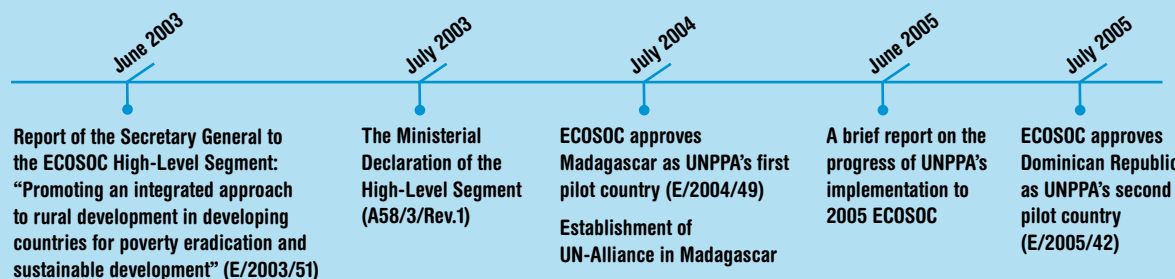 June 2003
Report of the Secretary General to
the ECOSOC High-Level Segment:
“Promoting an integrated approach
to rural development in developing
countries for poverty eradication and
sustainable development” (E/2003/51)
July 2003
The Ministerial
Declaration of the
High-Level Segment
(A58/3/Rev.1)
July 2004
ECOSOC approves
Madagascar as UNPPA’s first
pilot country (E/2004/49)
Establishment of
UN-Alliance in Madagascar
June 2005
A brief report on the
progress of UNPPA’s
implementation to
2005 ECOSOC
July 2005
ECOSOC approves
Dominican Republic
as UNPPA’s second
pilot country
(E/2005/42)